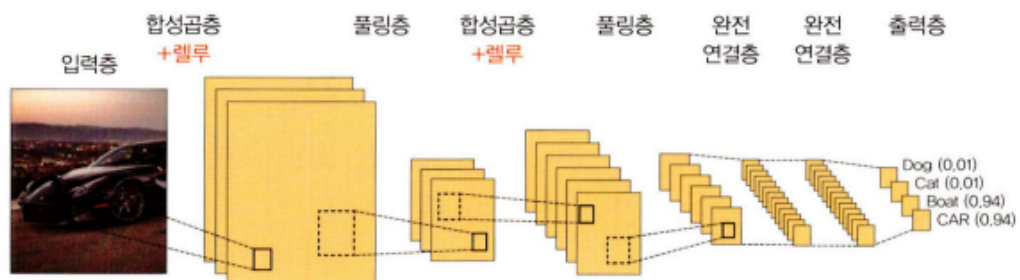 입력층
합성곱층
+렐루
풀링층
합성곱층
+렐루
풀링층
완전
연결층
완전
연결층
출력층
Dog (0.01)
Cat (0.01)
Boat (0.94)
CAR (0.94)